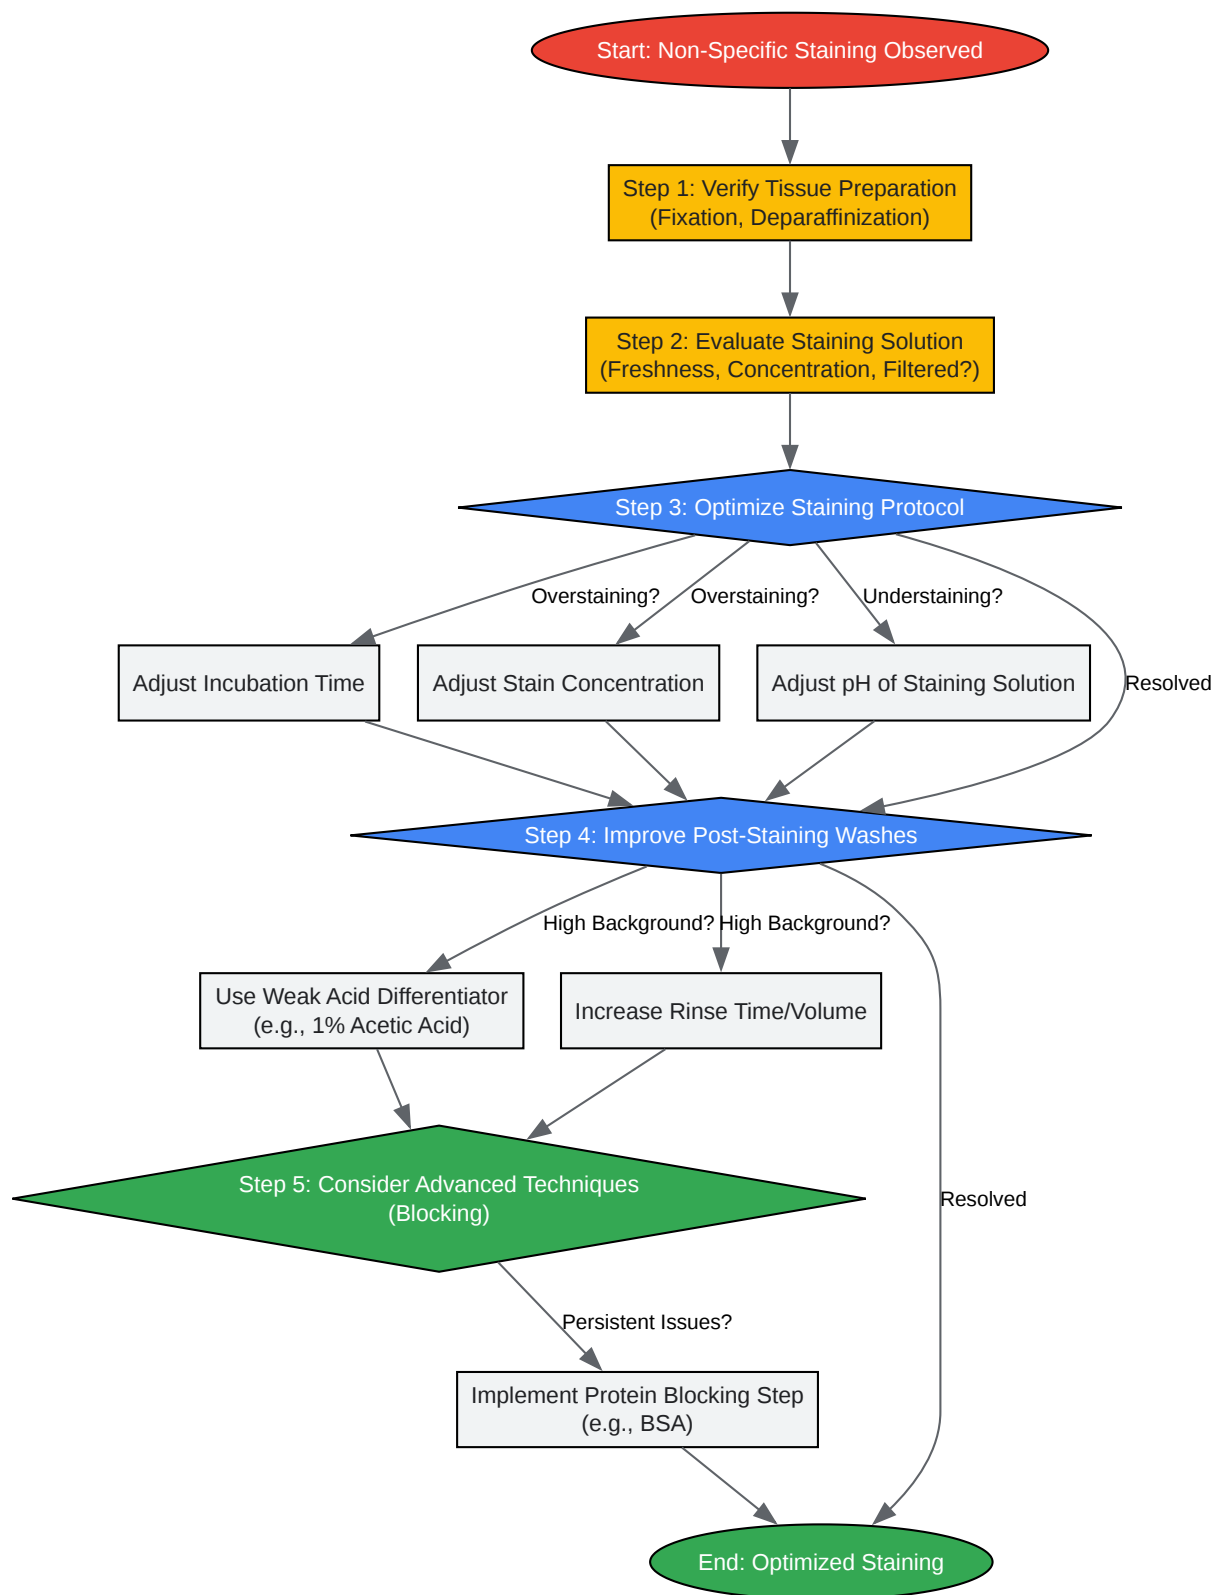 Start: Non-Specific Staining Observed
Step 1: Verify Tissue Preparation
(Fixation, Deparaffinization)
Step 2: Evaluate Staining Solution
(Freshness, Concentration, Filtered?)
Step 3: Optimize Staining Protocol
Overstaining?
Overstaining?
Understaining?
Adjust Incubation Time
Adjust Stain Concentration
Adjust pH of Staining Solution
Resolved
Step 4: Improve Post-Staining Washes
High Background?
High Background?
Use Weak Acid Differentiator
(e.g., 1% Acetic Acid)
Increase Rinse Time/Volume
Step 5: Consider Advanced Techniques
(Blocking)
Resolved
Persistent Issues?
Implement Protein Blocking Step
(e.g., BSA)
End: Optimized Staining